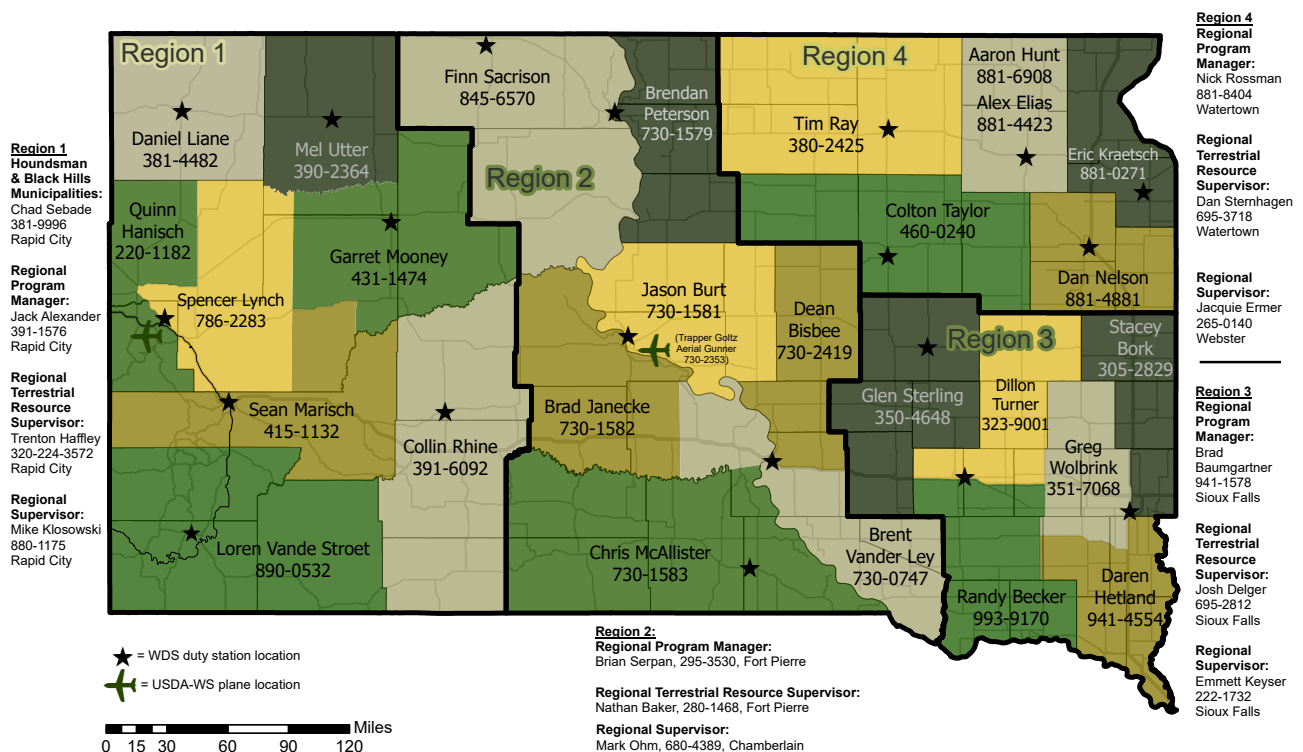 Region 1
Daniel Liane
381-4482
Mel Utter
390-2364
Quinn
Hanisch
220-1182
Garret Mooney
431-1474
Spencer Lynch
786-2283
Sean Marisch
415-1132
Collin Rhine
391-6092
Loren Vande Stroet
890-0532
Region 2
Finn Sacrison
845-6570
Brendan
Peterson
730-1579
Jason Burt
730-1581
(Trapper Goltz
Aerial Gunner
730-2353)
Dean
Bisbee
730-2419
Brad Janecke
730-1582
Chris McAllister
730-1583
Brent
Vander Ley
730-0747
Region 4
Tim Ray
380-2425
Aaron Hunt
881-6908
Alex Elias
881-4423
Eric Kraetsch
881-0271
Colton Taylor
460-0240
Dan Nelson
881-4881
Region 3
Glen Sterling
350-4648
Dillon
Turner
323-9001
Stacey
Bork
305-2829
Greg
Wolbrink
351-7068
Randy Becker
993-9170
Daren
Hetland
941-4554
Region 1
Houndsman
& Black Hills
Municipalities:
Chad Sebade
381-9996
Rapid City
Regional
Program
Manager:
Jack Alexander
391-1576
Rapid City
Regional
Terrestrial
Resource
Supervisor:
Trenton Haffley
320-224-3572
Rapid City
Regional
Supervisor:
Mike Klosowski
880-1175
Rapid City
Region 4
Regional
Program
Manager:
Nick Rossman
881-8404
Watertown
Regional
Terrestrial
Resource
Supervisor:
Dan Sternhagen
695-3718
Watertown
Regional
Supervisor:
Jacquie Ermer
265-0140
Webster
Region 3
Regional
Program
Manager:
Brad
Baumgartner
941-1578
Sioux Falls
Regional
Terrestrial
Resource
Supervisor:
Josh Delger
695-2812
Sioux Falls
Regional
Supervisor:
Emmett Keyser
222-1732
Sioux Falls
= WDS duty station location
= USDA-WS plane location
Miles
0 15 30 60 90 120
Region 2:
Regional Program Manager:
Brian Serpan, 295-3530, Fort Pierre
Regional Terrestrial Resource Supervisor:
Nathan Baker, 280-1468, Fort Pierre
Regional Supervisor:
Mark Ohm, 680-4389, Chamberlain